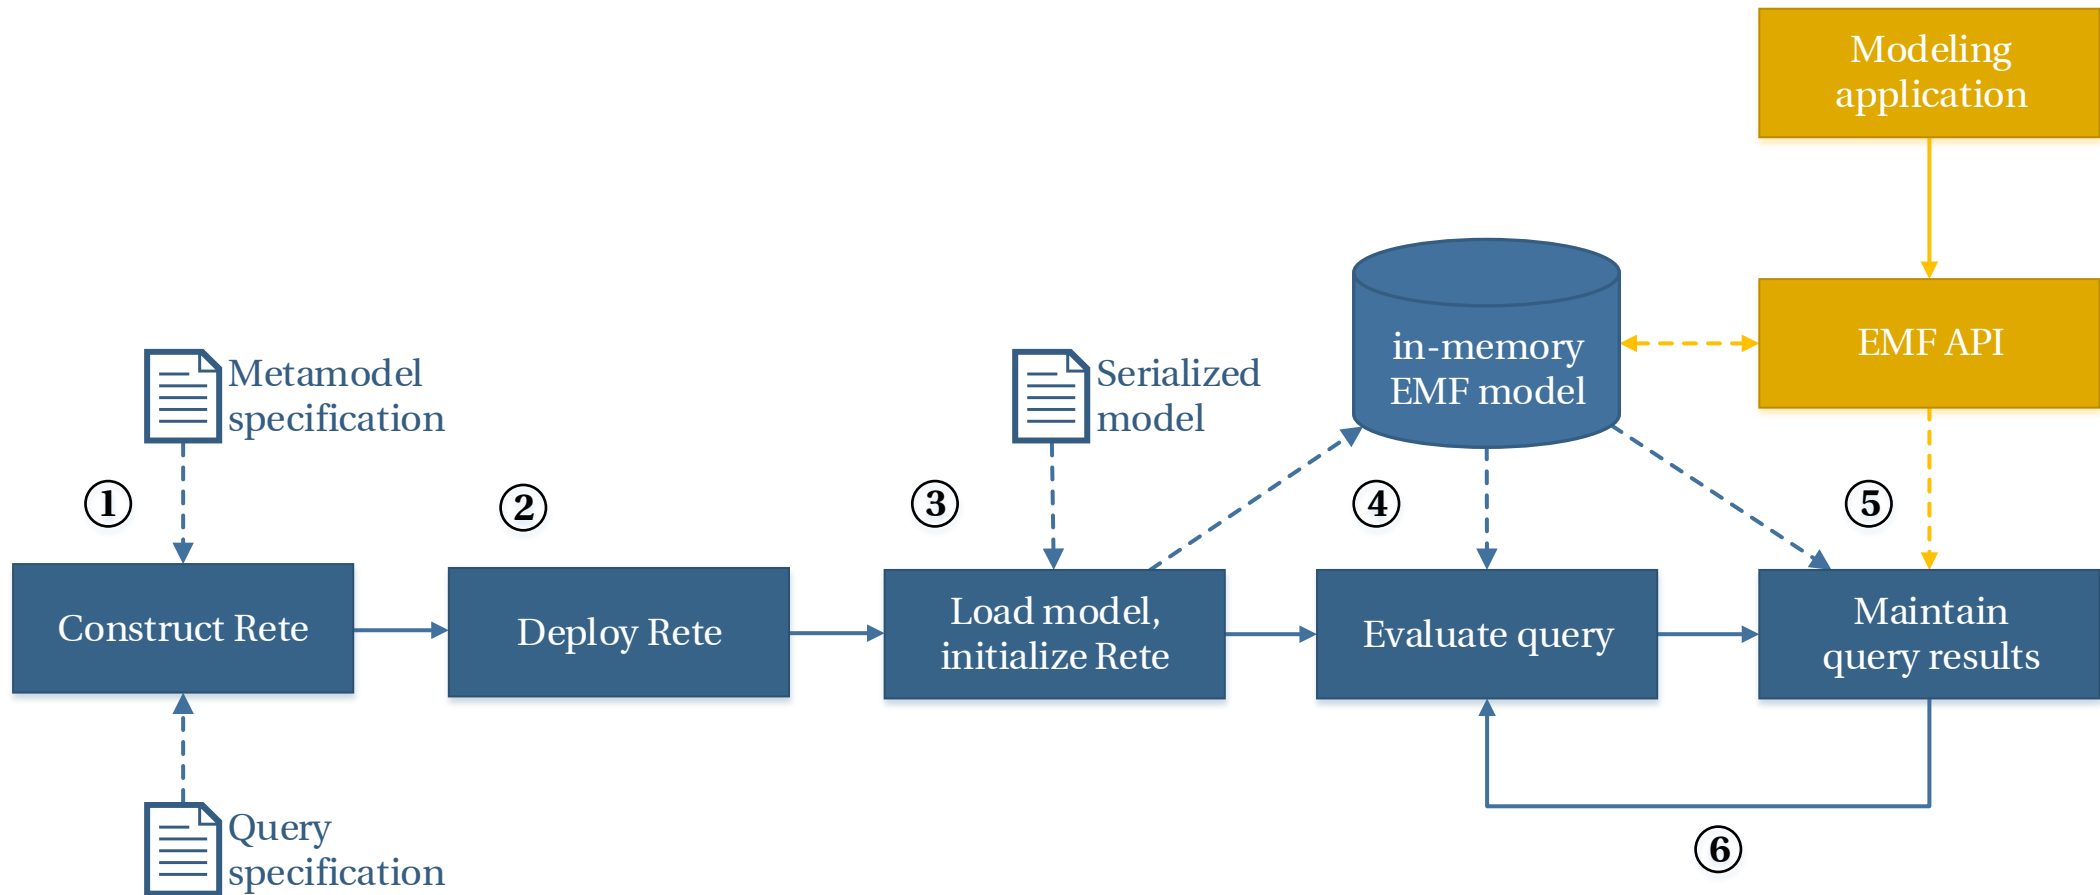 Modeling
application
EMF API
in-memory
EMF model
Metamodel
specification
Serialized
model
1
2
3
4
5
Construct Rete
Deploy Rete
Load model,
initialize Rete
Evaluate query
Maintain
query results
Query
specification
6